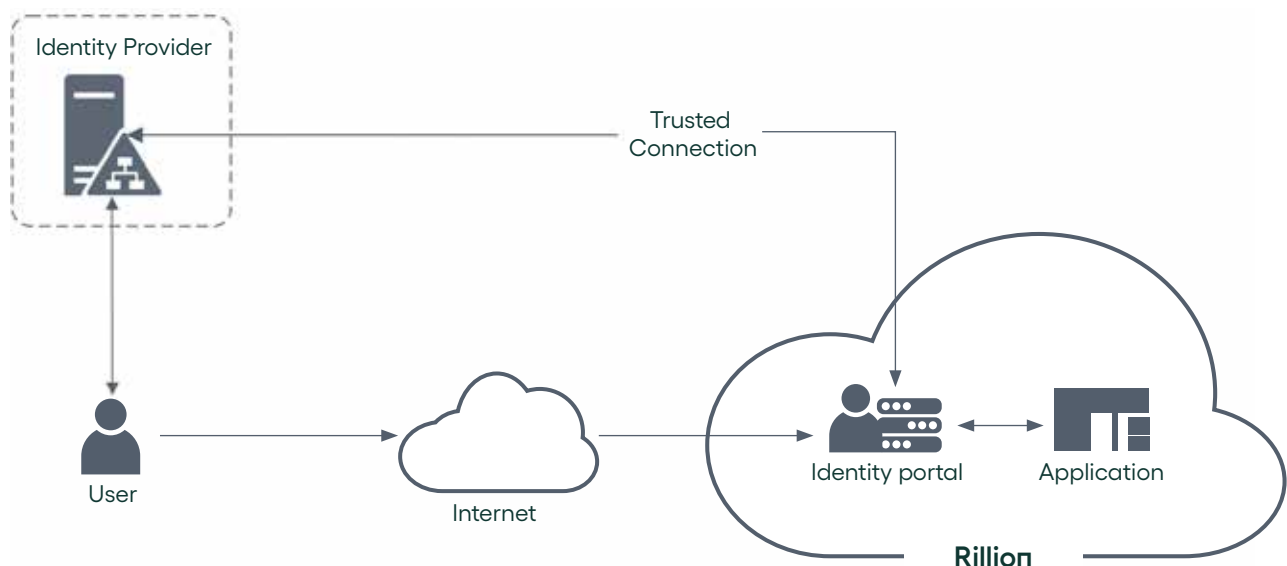 Identity Provider
Trusted
Connection
User
Internet
Identity portal
Application
Rillion